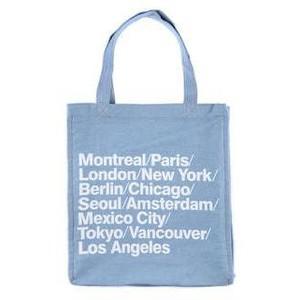 Montreal/Paris/
London/New York/
Berlin/Chicago/
Seoul/Amsterdam/
Mexico City/
Tokyo/Vancouver/
Los Angeles